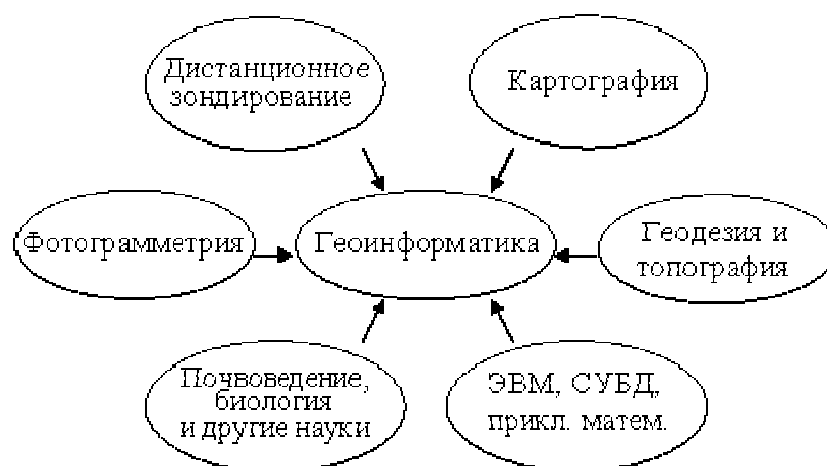 Дистанционное
зондирование
Картография
Фотограмметрия
Геоинформатика
Геодезия и
топография
Почвоведение,
биология
и другие науки
ЭВМ, СУБД,
прикл. матем.